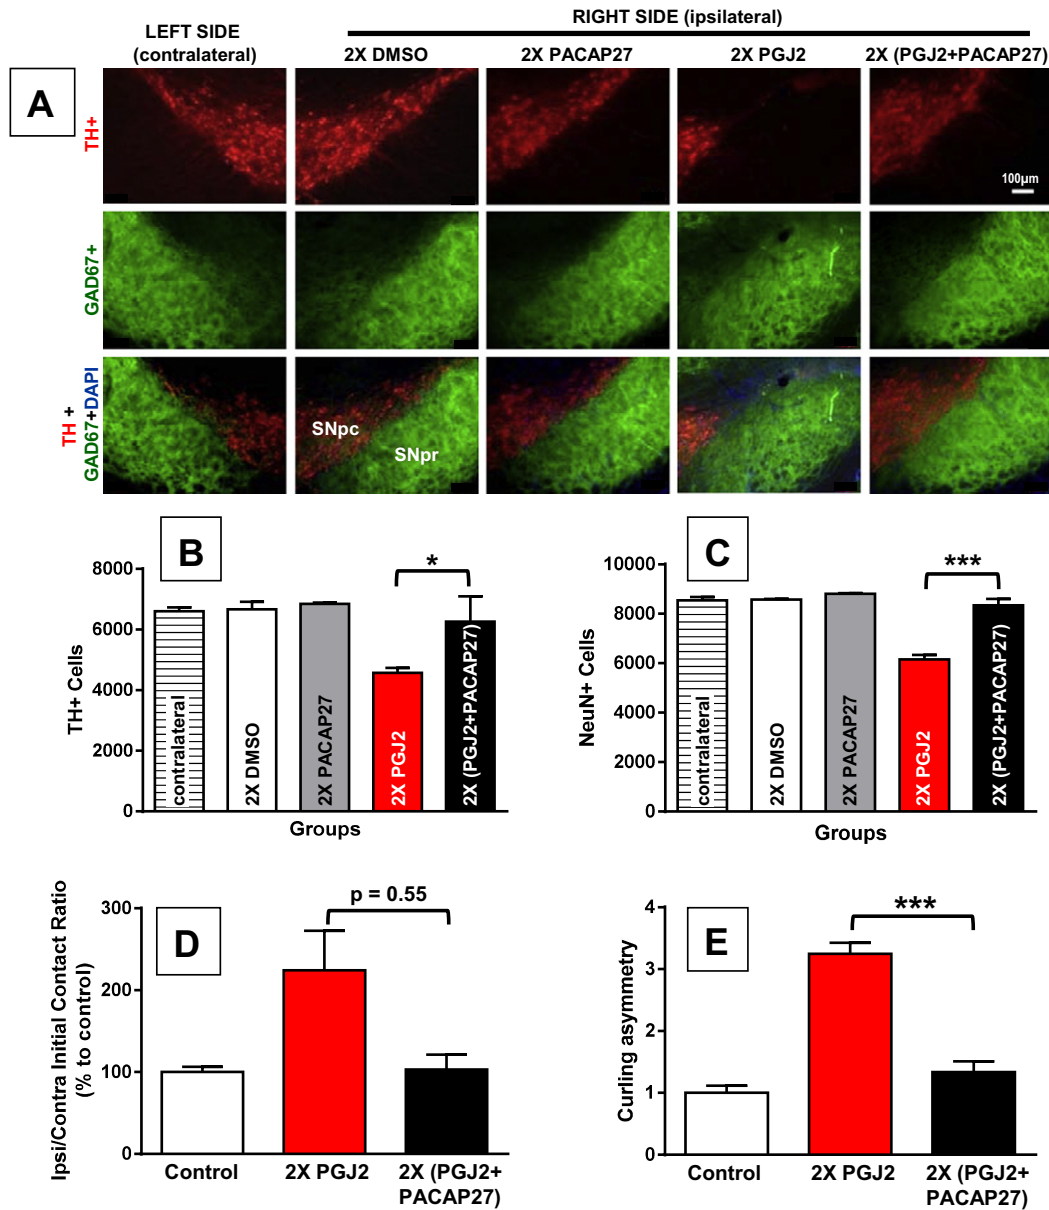 RIGHT SIDE (ipsilateral)
LEFT SIDE
(contralateral)
2X DMSO
2X PACAP27
2X PGJ2
2X (PGJ2+PACAP27)
A
TH+
100µm
GAD67+
TH +
GAD67+DAPI
SNpc
SNpr
B
8000
6000
4000
2000
0
TH+ Cells
*
contralateral
2X DMSO
2X PACAP27
2X PGJ2
2X (PGJ2+PACAP27)
Groups
C
10000
8000
6000
4000
2000
0
NeuN+ Cells
***
contralateral
2X DMSO
2X PACAP27
2X PGJ2
2X (PGJ2+PACAP27)
Groups
D
Ipsi/Contra Initial Contact Ratio
(% to control)
300
200
100
0
p = 0.55
Control
2X PGJ2
2X (PGJ2+
PACAP27)
E
Curling asymmetry
4
3
2
1
0
***
Control
2X PGJ2
2X (PGJ2+
PACAP27)